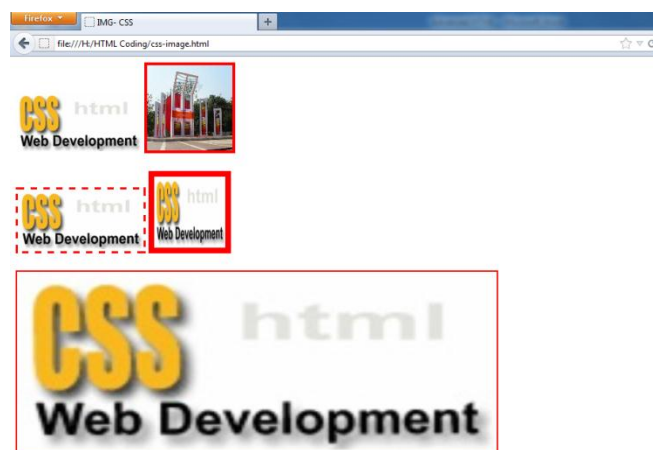 Firefox
IMG- CSS
+
file:///H:/HTML Coding/css-image.html
CSS html
Web Development
CSS html
Web Development
CSS html
Web Development
CSS html
Web Development